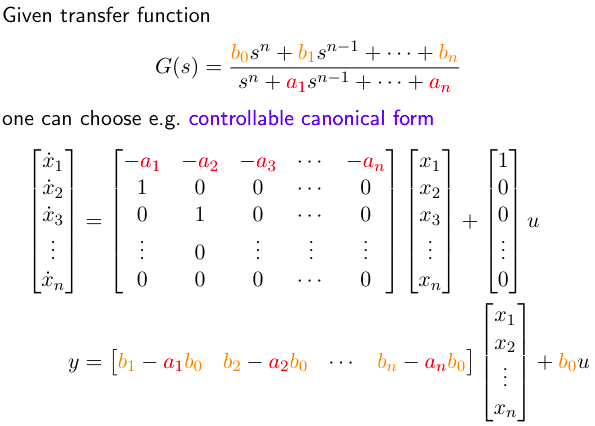 Given transfer function
G(s) = \frac{b_0 s^n + b_1 s^{n-1} + \cdots + b_n}{s^n + a_1 s^{n-1} + \cdots + a_n}
one can choose e.g. controllable canonical form
\begin{bmatrix} \dot{x}_1 \\ \dot{x}_2 \\ \dot{x}_3 \\ \vdots \\ \dot{x}_n \end{bmatrix} = \begin{bmatrix} -a_1 & -a_2 & -a_3 & \cdots & -a_n \\ 1 & 0 & 0 & \cdots & 0 \\ 0 & 1 & 0 & \cdots & 0 \\ \vdots & 0 & \vdots & \vdots & \vdots \\ 0 & 0 & 0 & \cdots & 0 \end{bmatrix} \begin{bmatrix} x_1 \\ x_2 \\ x_3 \\ \vdots \\ x_n \end{bmatrix} + \begin{bmatrix} 1 \\ 0 \\ 0 \\ \vdots \\ 0 \end{bmatrix} u
y = \begin{bmatrix} b_1 - a_1 b_0 & b_2 - a_2 b_0 & \cdots & b_n - a_n b_0 \end{bmatrix} \begin{bmatrix} x_1 \\ x_2 \\ \vdots \\ x_n \end{bmatrix} + b_0 u